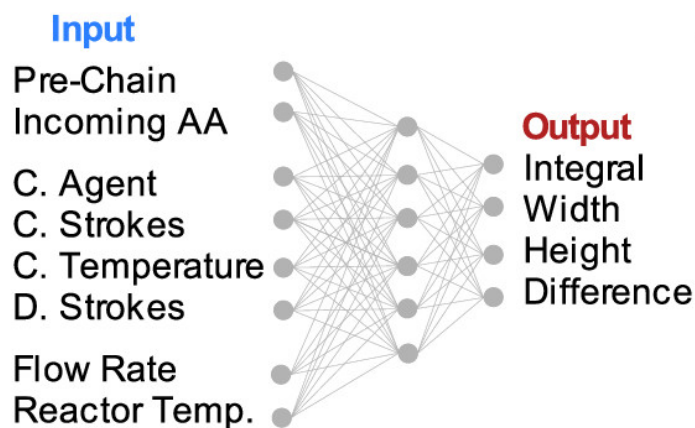 Input
Pre-Chain
Incoming AA
C. Agent
C. Strokes
C. Temperature
D. Strokes
Flow Rate
Reactor Temp.
Output
Integral
Width
Height
Difference